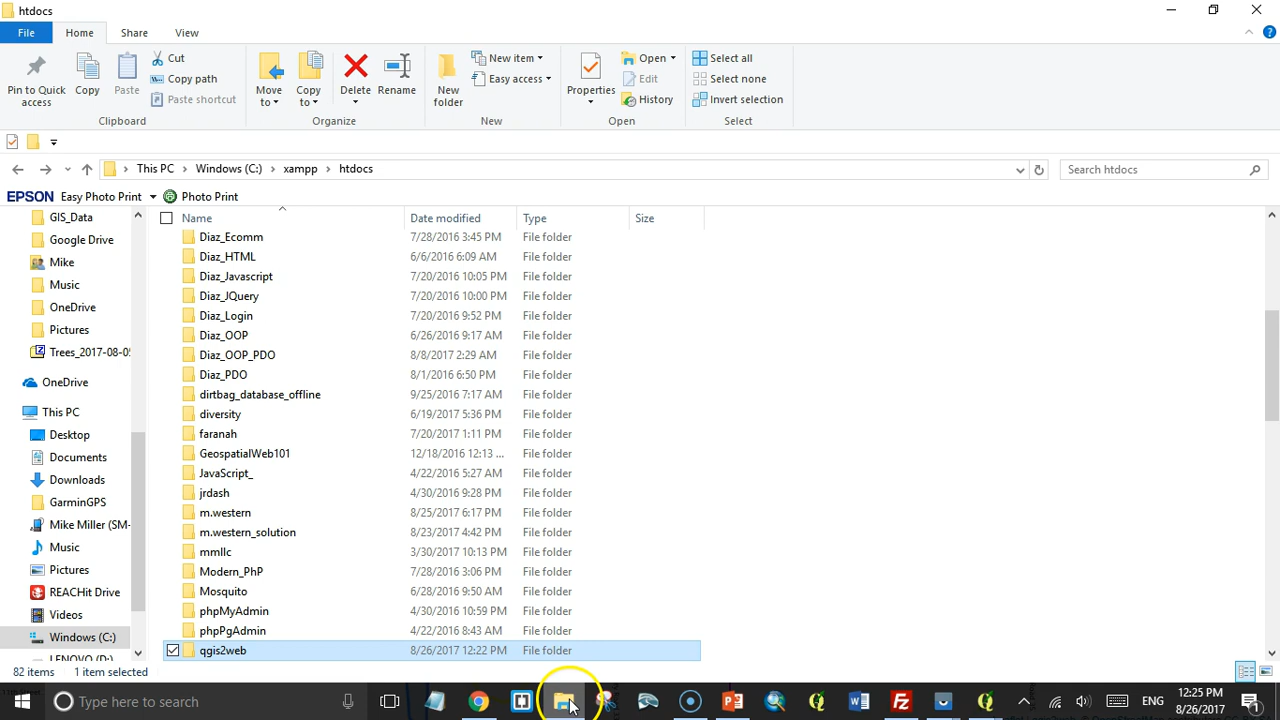 htdocs
File Home Share View
Pin to Quick access
Copy
Paste
Cut
Copy path
Paste shortcut
Clipboard
Move to
Copy to
Delete
Rename
Organize
New folder
New item
Easy access
New
Properties
Open
Edit
History
Open
Select all
Select none
Invert selection
Select
This PC > Windows (C:) > xampp > htdocs
Search htdocs
EPSON Easy Photo Print Photo Print
GIS_Data
Google Drive
Mike
Music
OneDrive
Pictures
Trees_2017-08-05
OneDrive
This PC
Desktop
Documents
Downloads
GarminGPS
Mike Miller (SM-
Music
Pictures
REACHit Drive
Videos
Windows (C:)
LENOVO (D:)
Name Date modified Type Size
Diaz_Ecomm 7/28/2016 3:45 PM File folder
Diaz_HTML 6/6/2016 6:09 AM File folder
Diaz_Javascript 7/20/2016 10:05 PM File folder
Diaz_JQuery 7/20/2016 10:00 PM File folder
Diaz_Login 7/20/2016 9:52 PM File folder
Diaz_OOP 6/26/2016 9:17 AM File folder
Diaz_OOP_PDO 8/8/2017 2:29 AM File folder
Diaz_PDO 8/1/2016 6:50 PM File folder
dirtbag_database_offline 9/25/2016 7:17 AM File folder
diversity 6/19/2017 5:36 PM File folder
faranah 7/20/2017 1:11 PM File folder
GeospatialWeb101 12/18/2016 12:13 ... File folder
JavaScript_ 4/22/2016 5:27 AM File folder
jrdash 4/30/2016 9:28 PM File folder
m.western 8/25/2017 6:17 PM File folder
m.western_solution 8/23/2017 4:42 PM File folder
mmllc 3/30/2017 10:13 PM File folder
Modern_PhP 7/28/2016 3:06 PM File folder
Mosquito 6/28/2016 9:50 AM File folder
phpMyAdmin 4/30/2016 10:59 PM File folder
phpPgAdmin 4/22/2016 8:43 AM File folder
qgis2web 8/26/2017 12:22 PM File folder
82 items 1 item selected
Type here to search
ENG
12:25 PM
8/26/2017
1